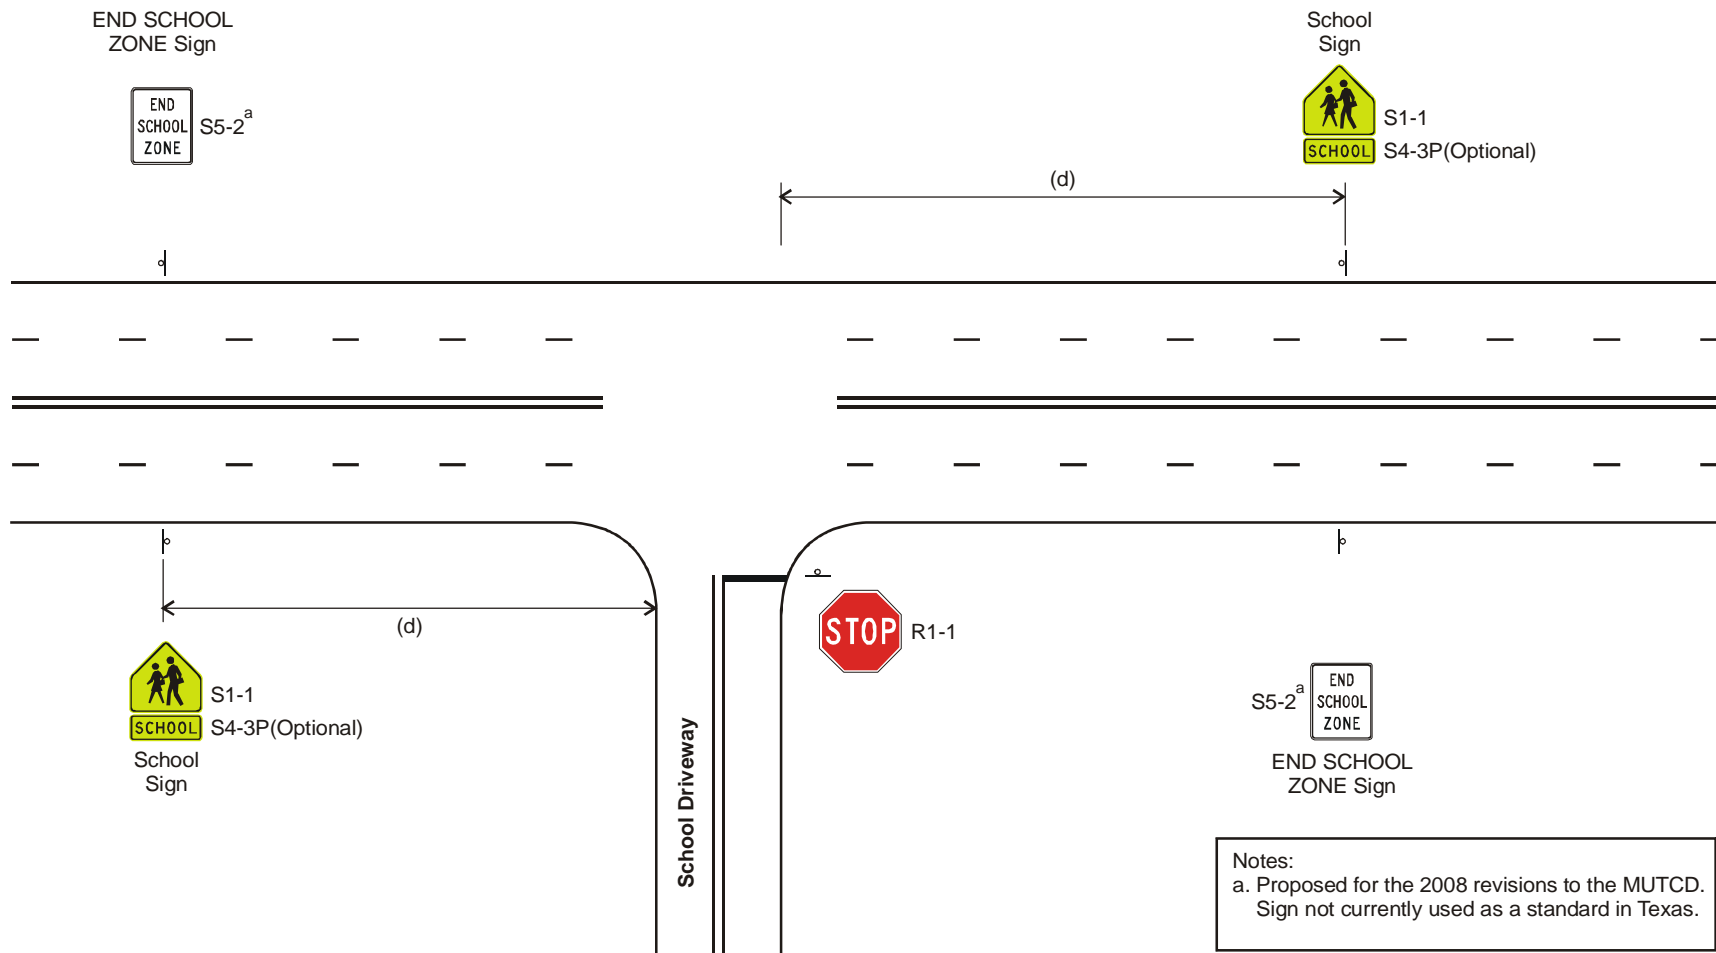 END SCHOOL
ZONE Sign
END
SCHOOL
ZONE
S5-2a
School
Sign
S1-1
SCHOOL
S4-3P(Optional)
(d)
(d)
S1-1
SCHOOL
S4-3P(Optional)
School
Sign
STOP
R1-1
School Driveway
S5-2a
END
SCHOOL
ZONE
END SCHOOL
ZONE Sign
Notes:
a. Proposed for the 2008 revisions to the MUTCD.
Sign not currently used as a standard in Texas.